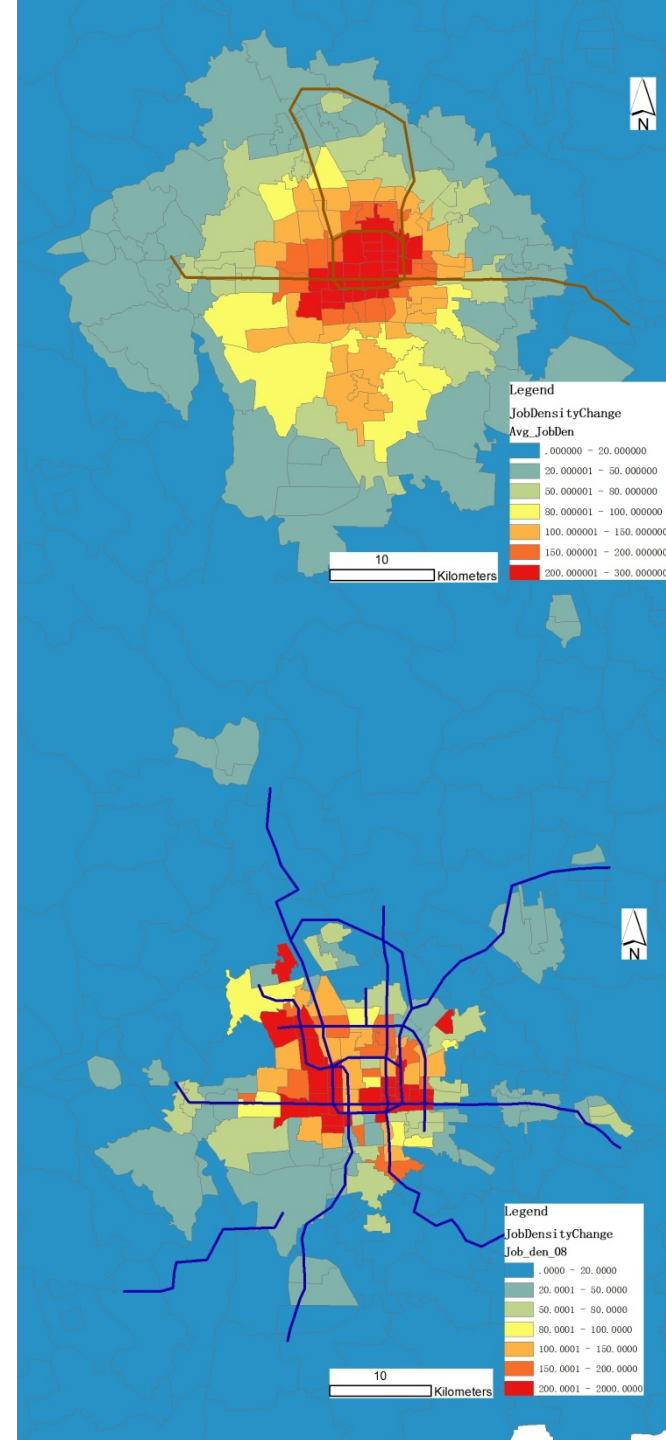 N
Legend
JobDensityChange
Avg_JobDen
.000000 - 20.000000
20.000001 - 50.000000
50.000001 - 80.000000
80.000001 - 100.000000
100.000001 - 150.000000
150.000001 - 200.000000
200.000001 - 300.000000
10
Kilometers
N
Legend
JobDensityChange
Job_den_08
.0000 - 20.0000
20.0001 - 50.0000
50.0001 - 80.0000
80.0001 - 100.0000
100.0001 - 150.0000
150.0001 - 200.0000
200.0001 - 2000.0000
10
Kilometers